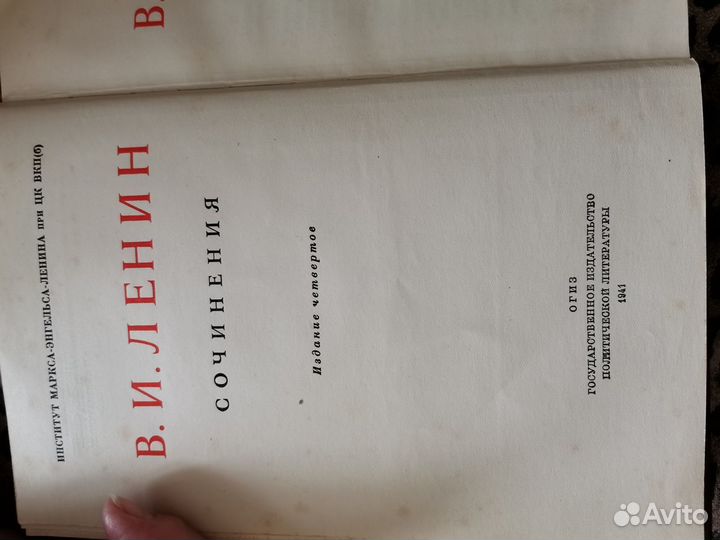 В.
ИНСТИТУТ МАРКСА-ЭНГЕЛЬСА-ЛЕНИНА ПРИ ЦК ВКП(б)
В. И. ЛЕНИН
СОЧИНЕНИЯ
Издание четвертое
ОГИЗ
ГОСУДАРСТВЕННОЕ ИЗДАТЕЛЬСТВО
ПОЛИТИЧЕСКОЙ ЛИТЕРАТУРЫ
1941
Avito